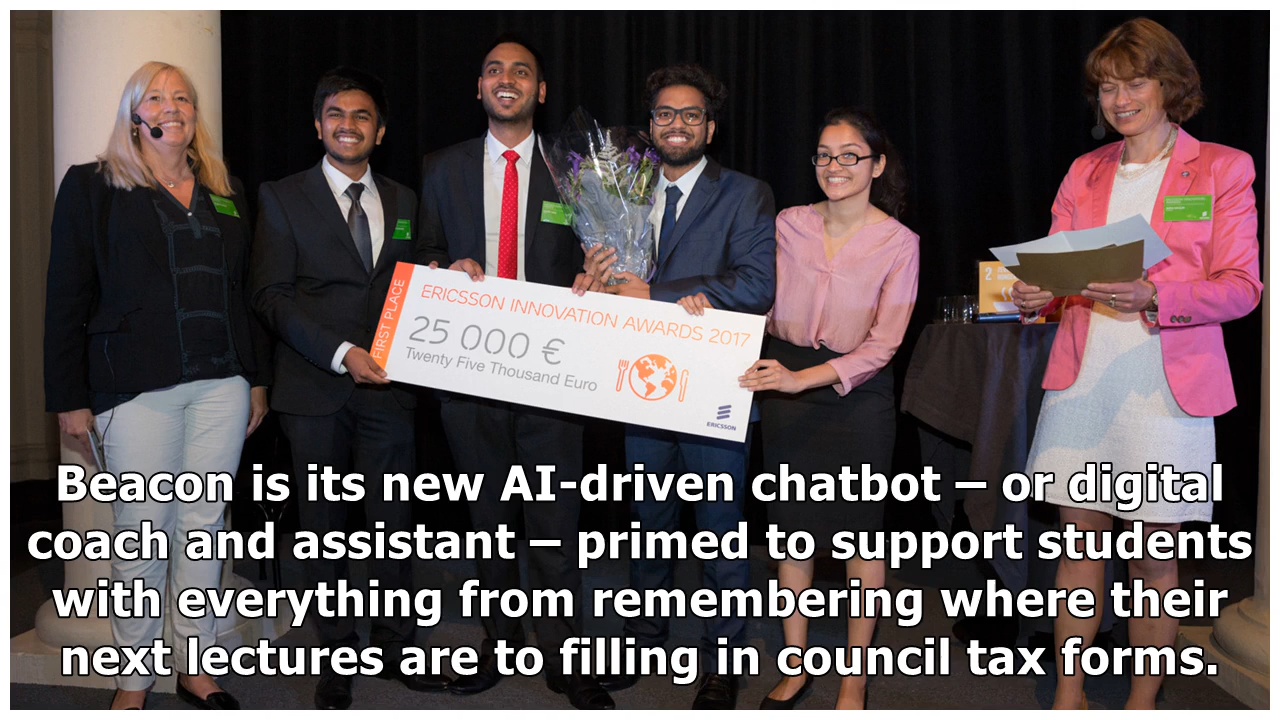 FIRST PLACE
ERICSSON INNOVATION AWARDS 2017
25 000 €
Twenty Five Thousand Euro
ERICSSON
2
Beacon is its new AI-driven chatbot – or digital
coach and assistant – primed to support students
with everything from remembering where their
next lectures are to filling in council tax forms.